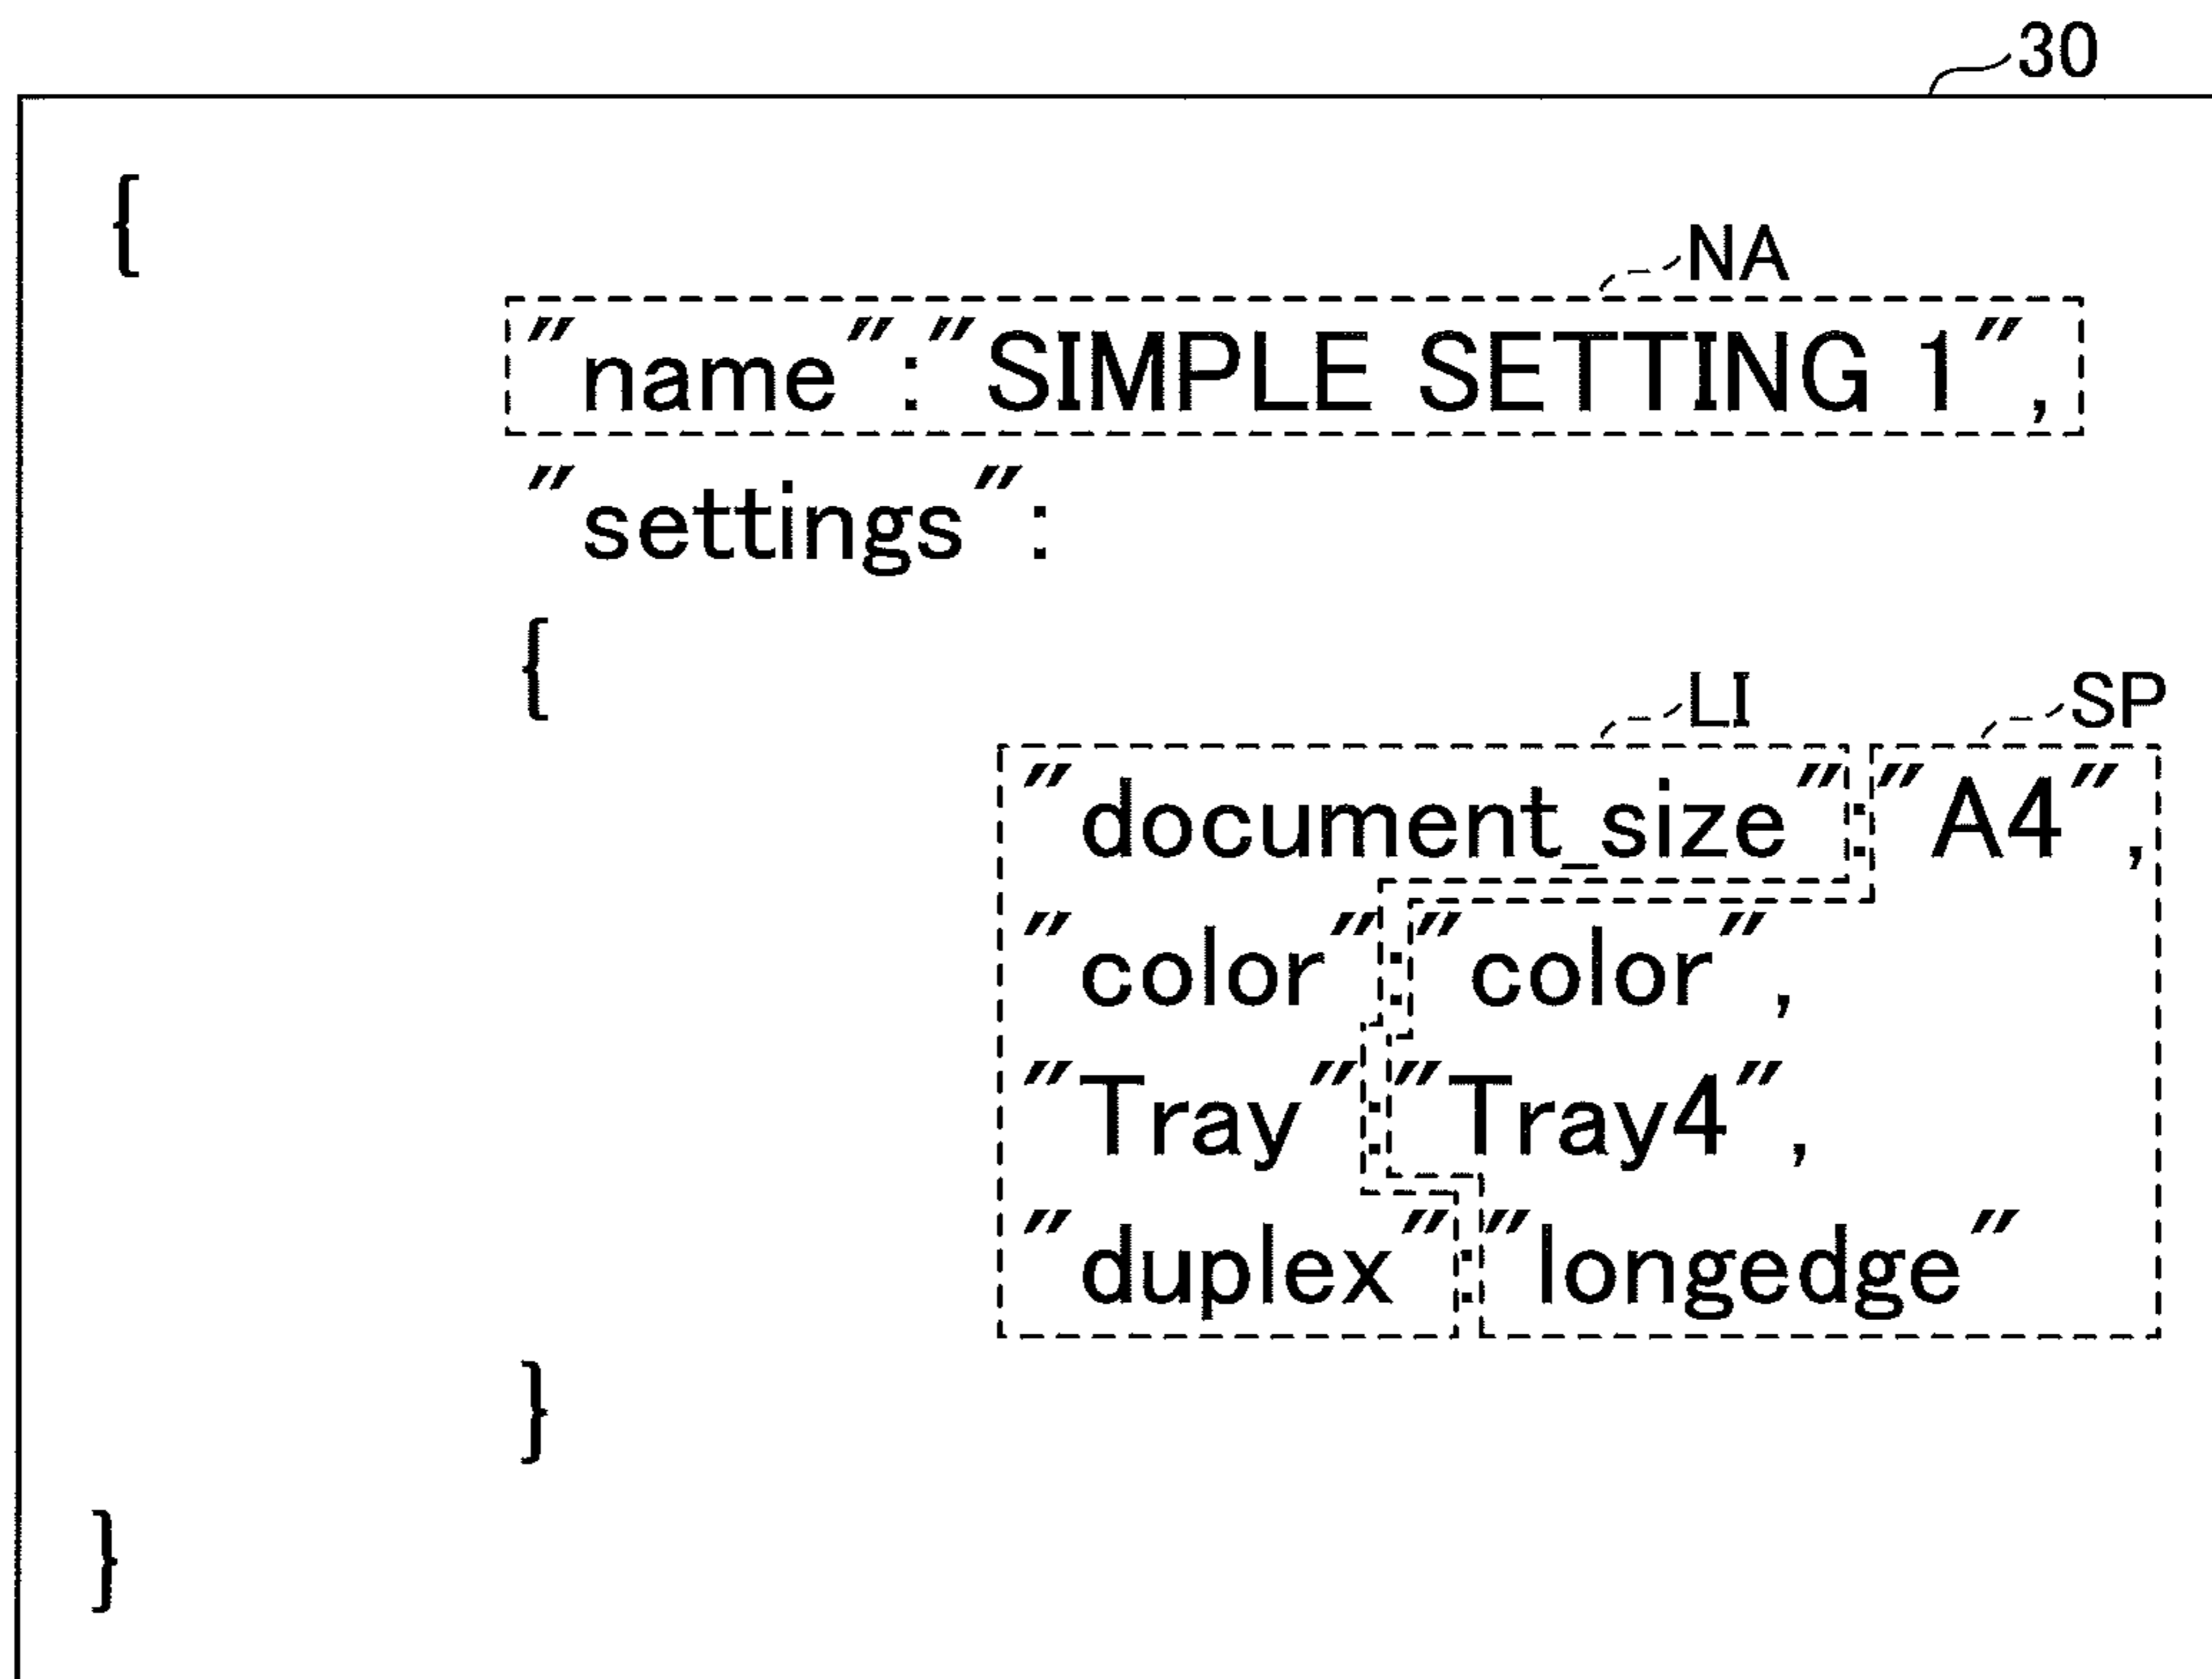 30
{
NA
"name":"SIMPLE SETTING 1",
"settings":
{
LI SP
"document_size":"A4",
"color":"color",
"Tray":"Tray4",
"duplex":"longedge"
}
}